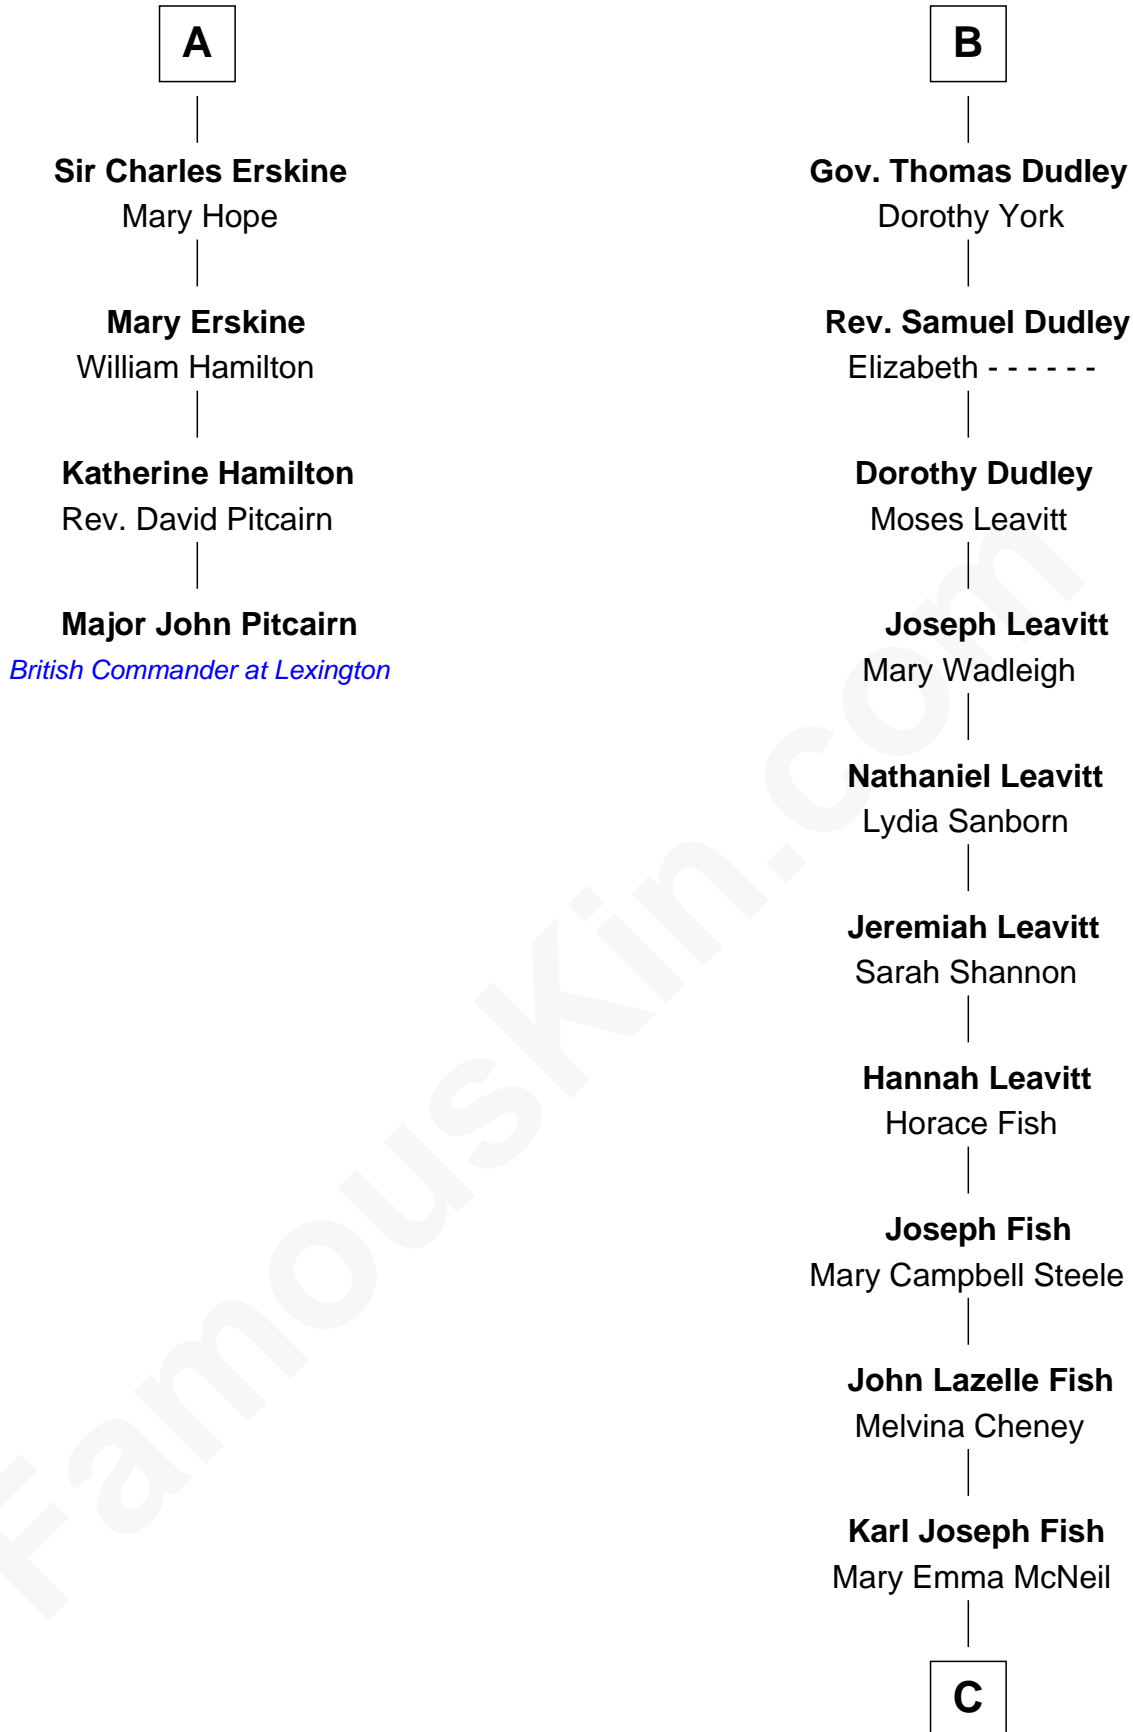 A
Sir Charles Erskine
Mary Hope
Mary Erskine
William Hamilton
Katherine Hamilton
Rev. David Pitcairn
Major John Pitcairn
British Commander at Lexington
B
Gov. Thomas Dudley
Dorothy York
Rev. Samuel Dudley
Elizabeth - - - - - -
Dorothy Dudley
Moses Leavitt
Joseph Leavitt
Mary Wadleigh
Nathaniel Leavitt
Lydia Sanborn
Jeremiah Leavitt
Sarah Shannon
Hannah Leavitt
Horace Fish
Joseph Fish
Mary Campbell Steele
John Lazelle Fish
Melvina Cheney
Karl Joseph Fish
Mary Emma McNeil
C
FamousKin.com